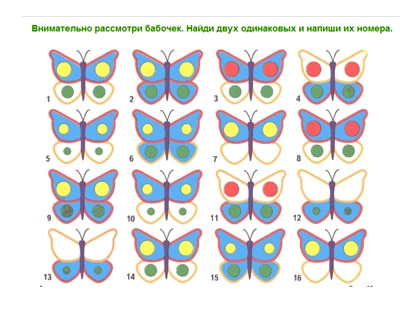 Внимательно рассмотри бабочек. Найди двух одинаковых и напиши их номера.
1 2 3 4
5 6 7 8
9 10 11 12
13 14 15 16